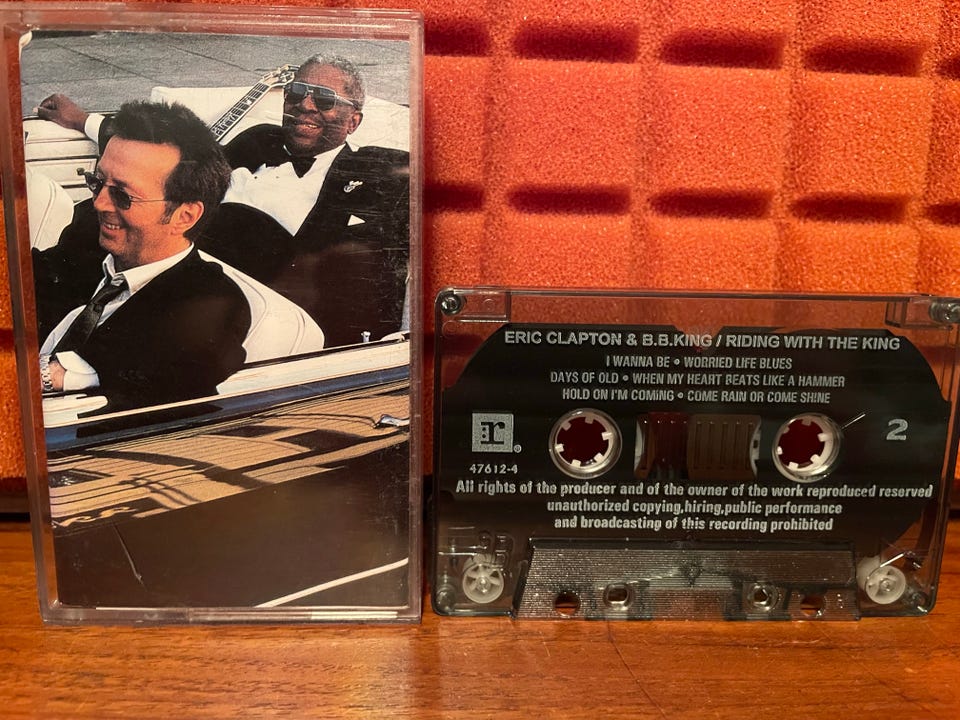 ERIC CLAPTON & B.B.KING / RIDING WITH THE KING
I WANNA BE • WORRIED LIFE BLUES
DAYS OF OLD • WHEN MY HEART BEATS LIKE A HAMMER
HOLD ON I'M COMING • COME RAIN OR COME SHINE
r
2
47612-4
All rights of the producer and of the owner of the work reproduced reserved
unauthorized copying,hiring,public performance
and broadcasting of this recording prohibited